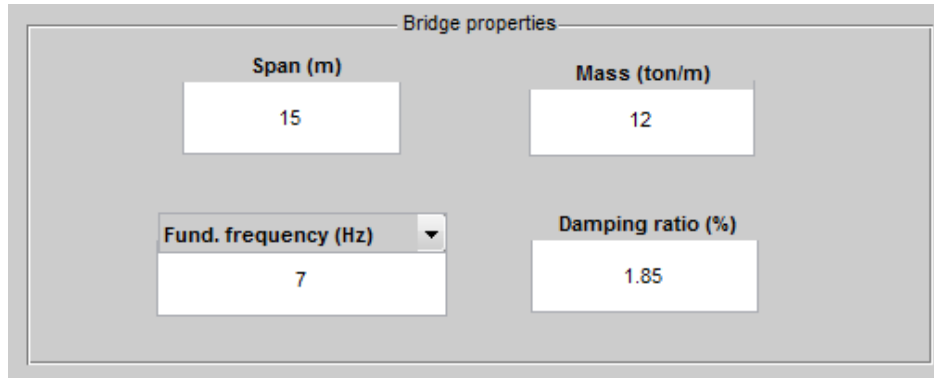 Bridge properties
Span (m)
Mass (ton/m)
15
12
Fund. frequency (Hz)
Damping ratio (%)
7
1.85